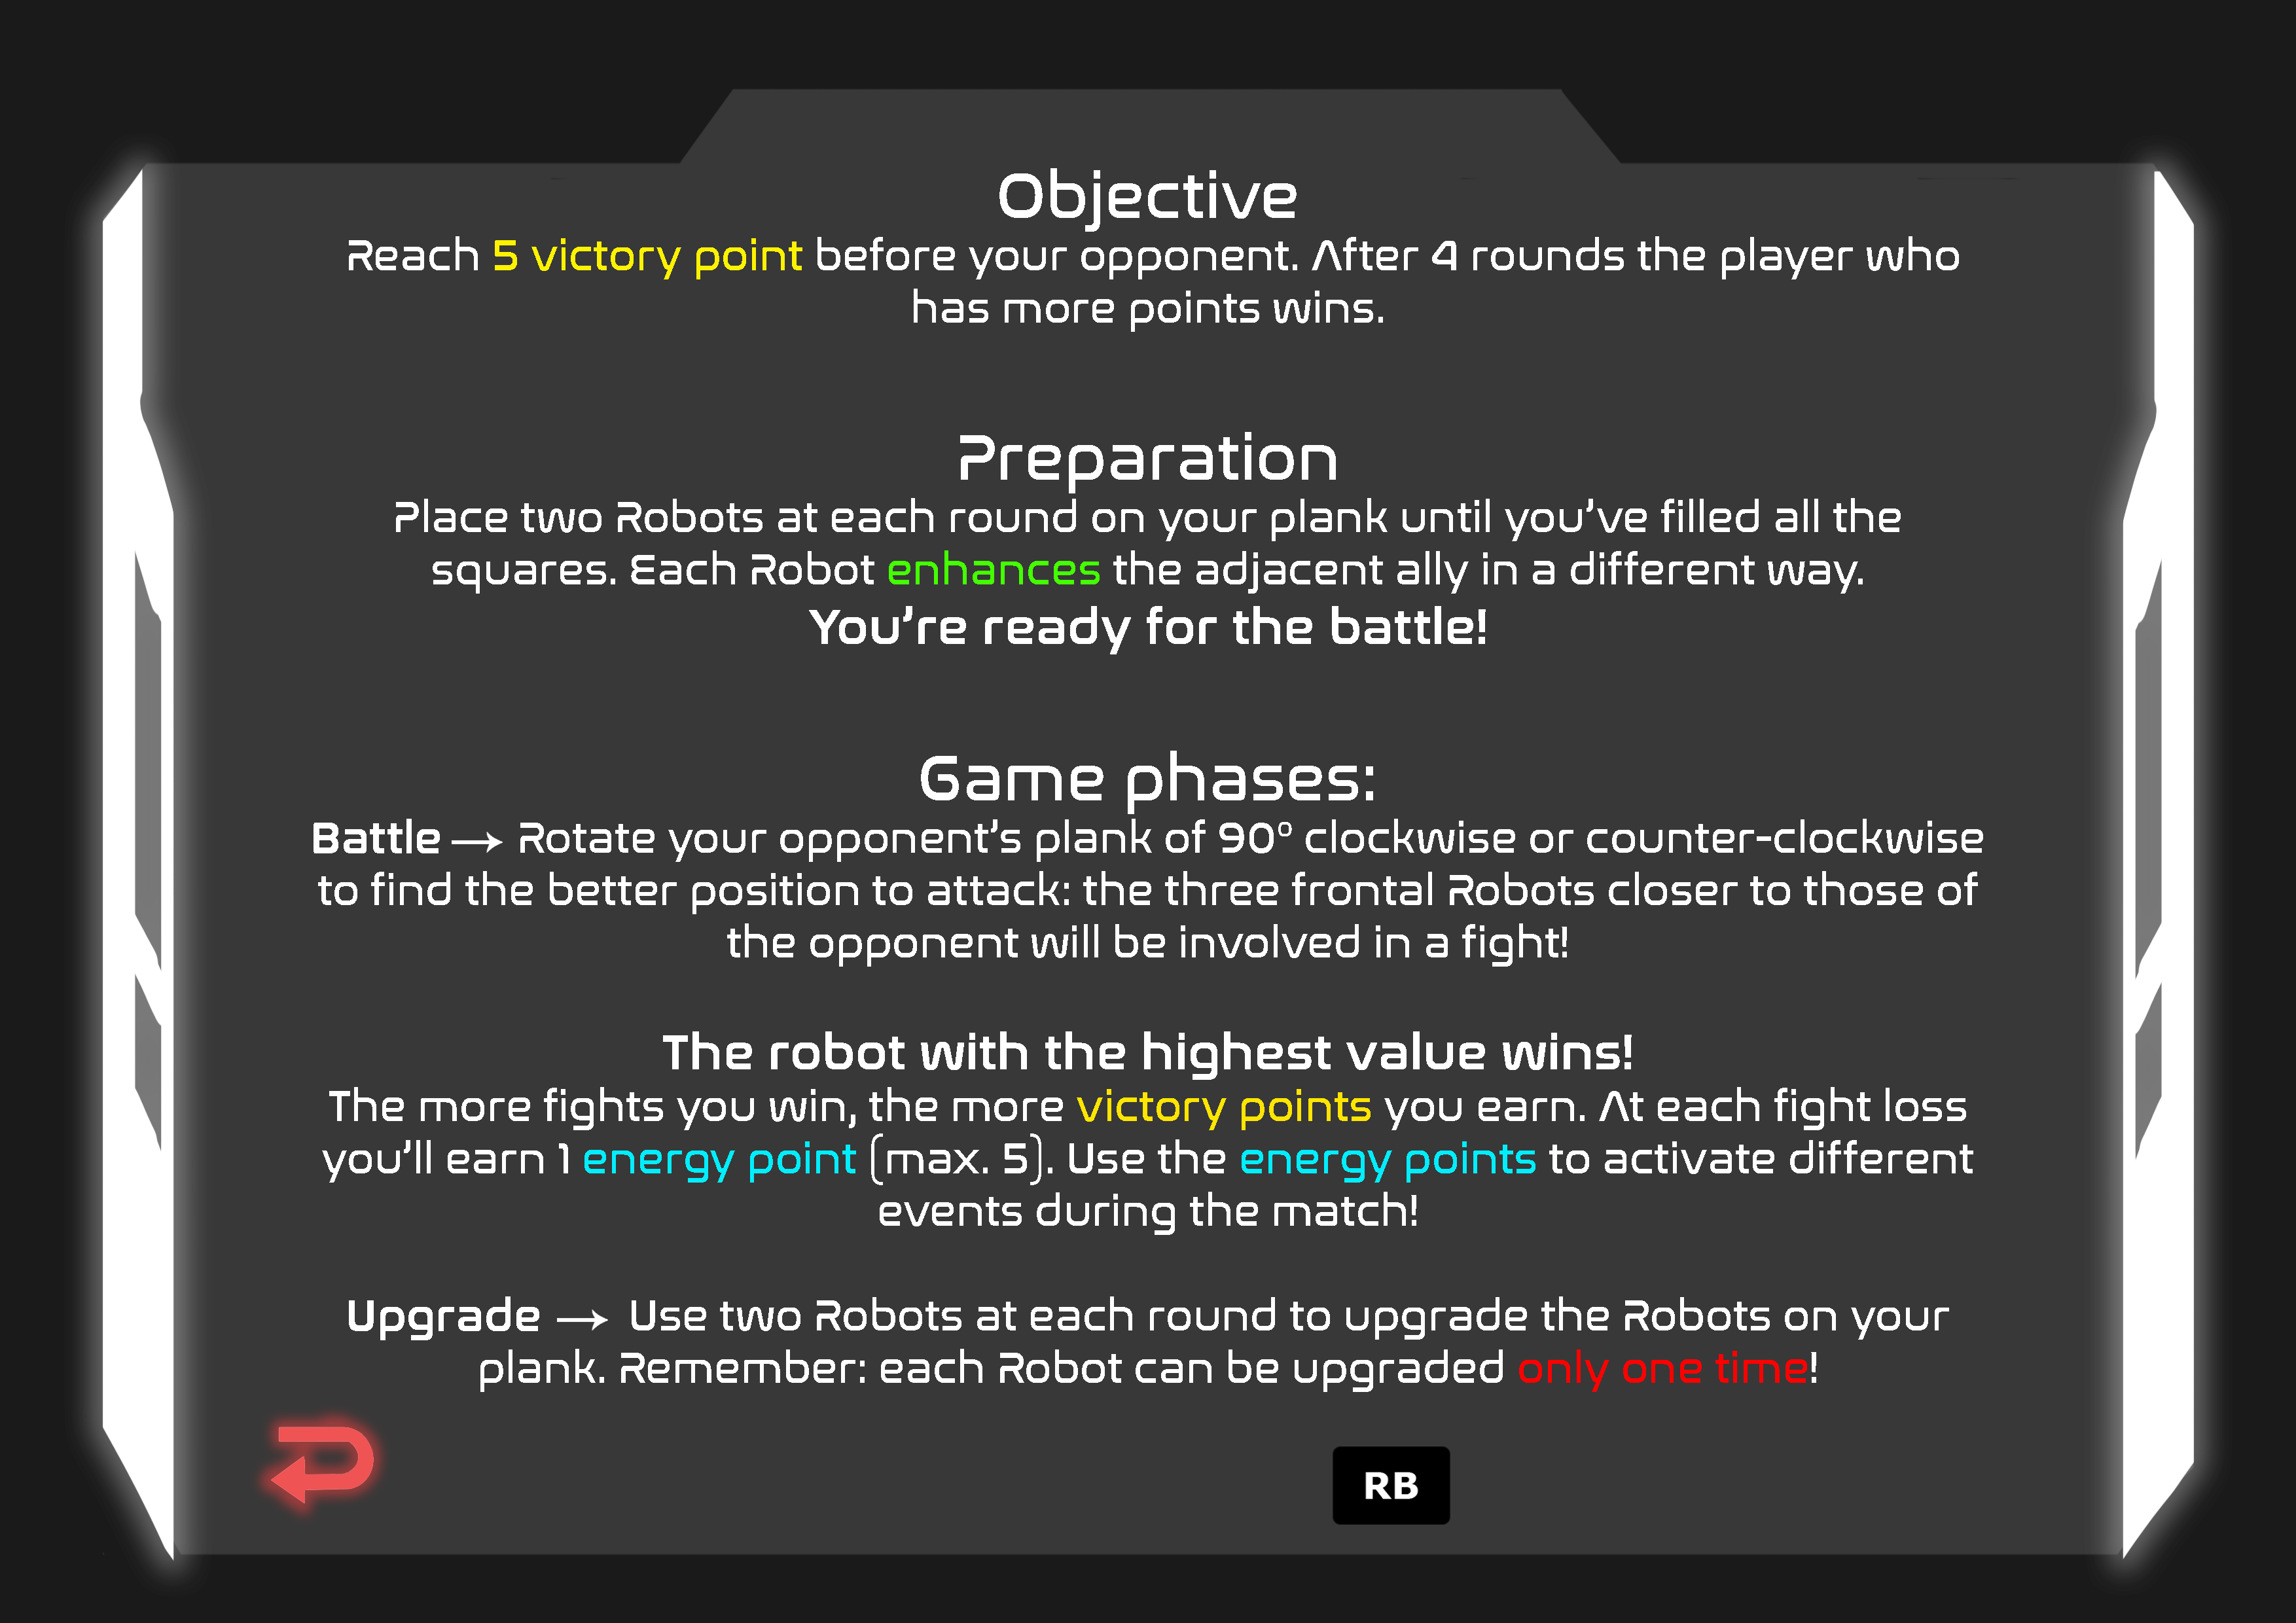 Objective
Reach 5 victory point before your opponent. After 4 rounds the player who
has more points wins.
Preparation
Place two Robots at each round on your plank until you've filled all the
squares. Each Robot enhances the adjacent ally in a different way.
You're ready for the battle!
Game phases:
Battle → Rotate your opponent's plank of 90° clockwise or counter-clockwise
to find the better position to attack: the three frontal Robots closer to those of
the opponent will be involved in a fight!
The robot with the highest value wins!
The more fights you win, the more victory points you earn. At each fight loss
you'll earn 1 energy point (max. 5). Use the energy points to activate different
events during the match!
Upgrade → Use two Robots at each round to upgrade the Robots on your
plank. Remember: each Robot can be upgraded only one time!
RB